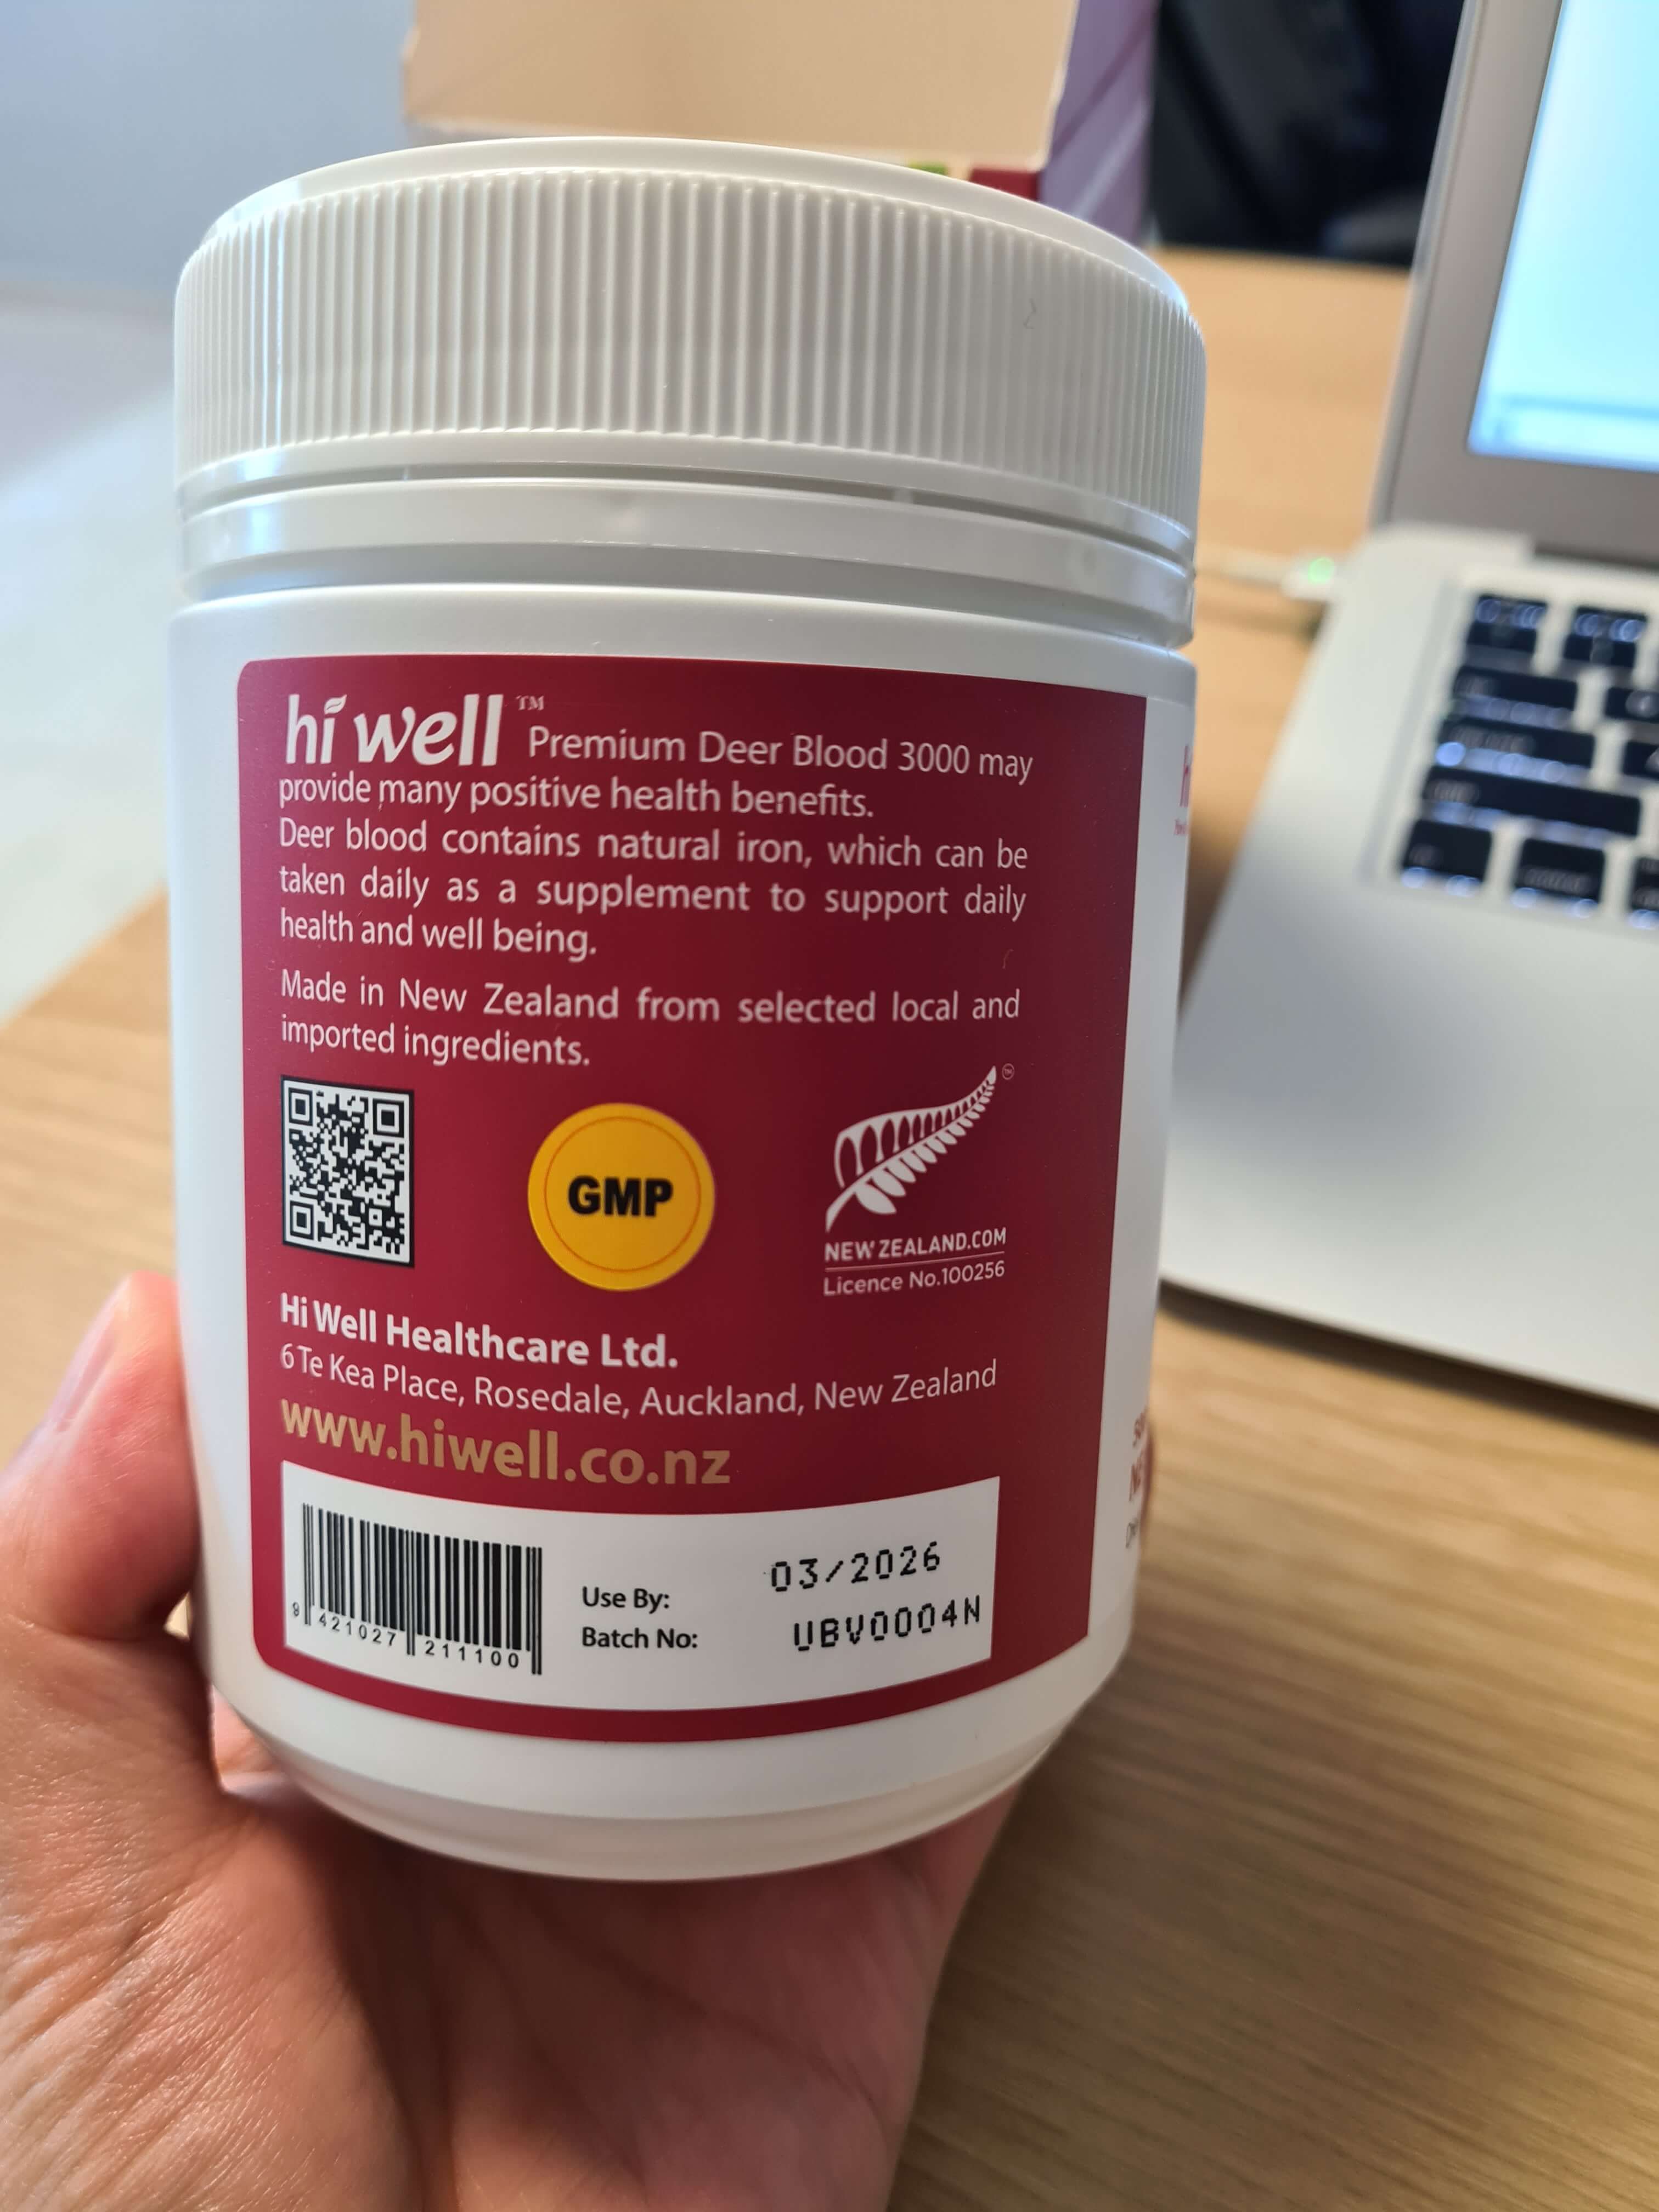 hi well™ Premium Deer Blood 3000 may
provide many positive health benefits.
Deer blood contains natural iron, which can be
taken daily as a supplement to support daily
health and well being.
Made in New Zealand from selected local and
imported ingredients.
GMP
NEW ZEALAND.COM
Licence No.100256
Hi Well Healthcare Ltd.
6 Te Kea Place, Rosedale, Auckland, New Zealand
www.hiwell.co.nz
Use By: 03/2026
Batch No: UBV0004N
9 421027 211100